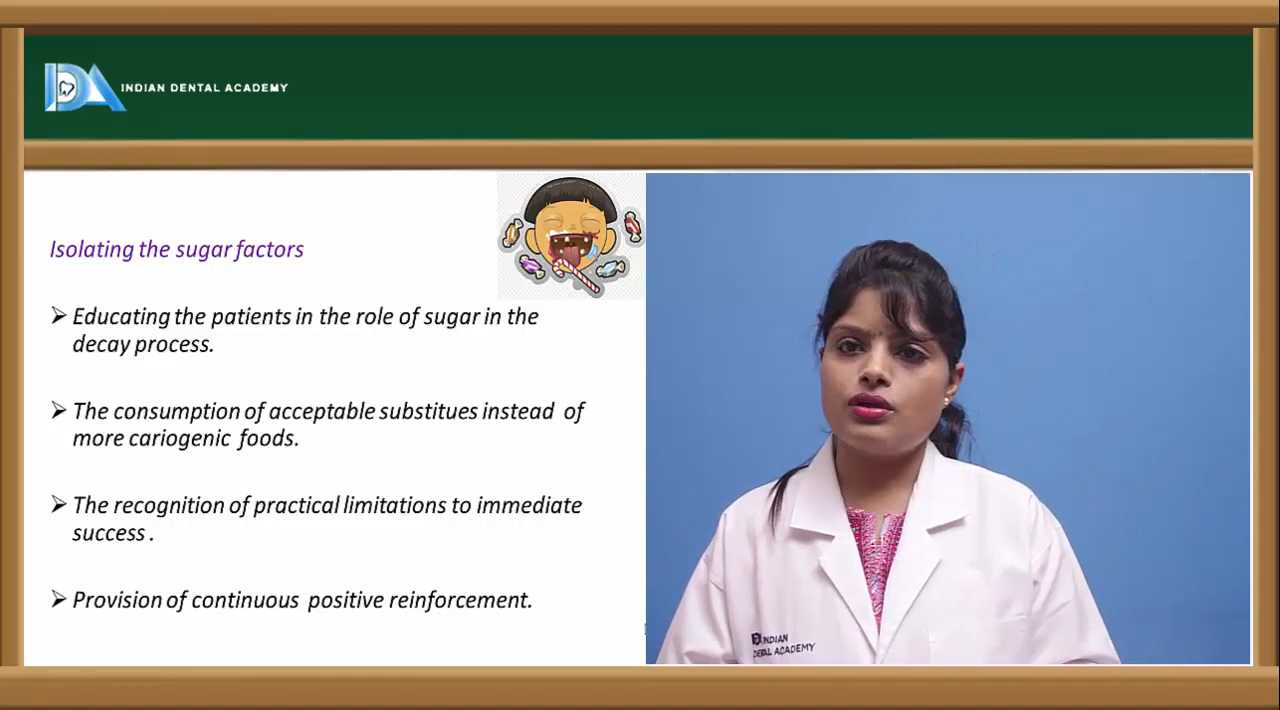 INDIAN DENTAL ACADEMY
Isolating the sugar factors
➢ Educating the patients in the role of sugar in the
decay process.
➢ The consumption of acceptable substitues instead of
more cariogenic foods.
➢ The recognition of practical limitations to immediate
success .
➢ Provision of continuous positive reinforcement.
INDIAN
DENTAL ACADEMY